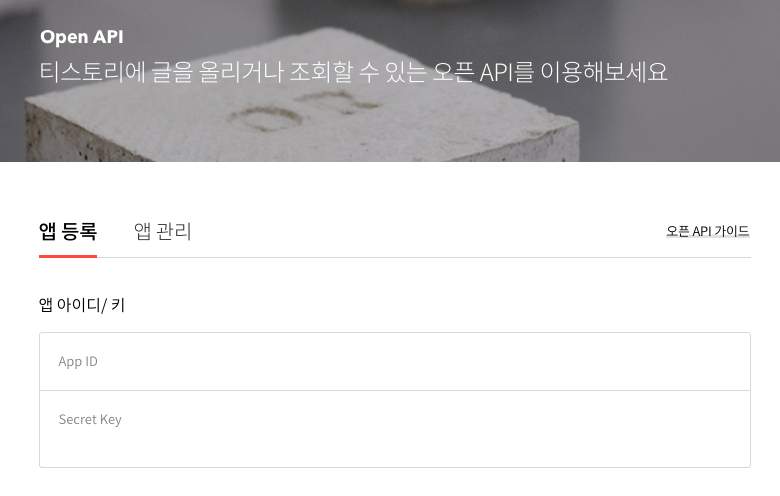 Open API
티스토리에 글을 올리거나 조회할 수 있는 오픈 API를 이용해보세요
앱 등록 앱 관리 오픈 API 가이드
앱 아이디/ 키
App ID
Secret Key